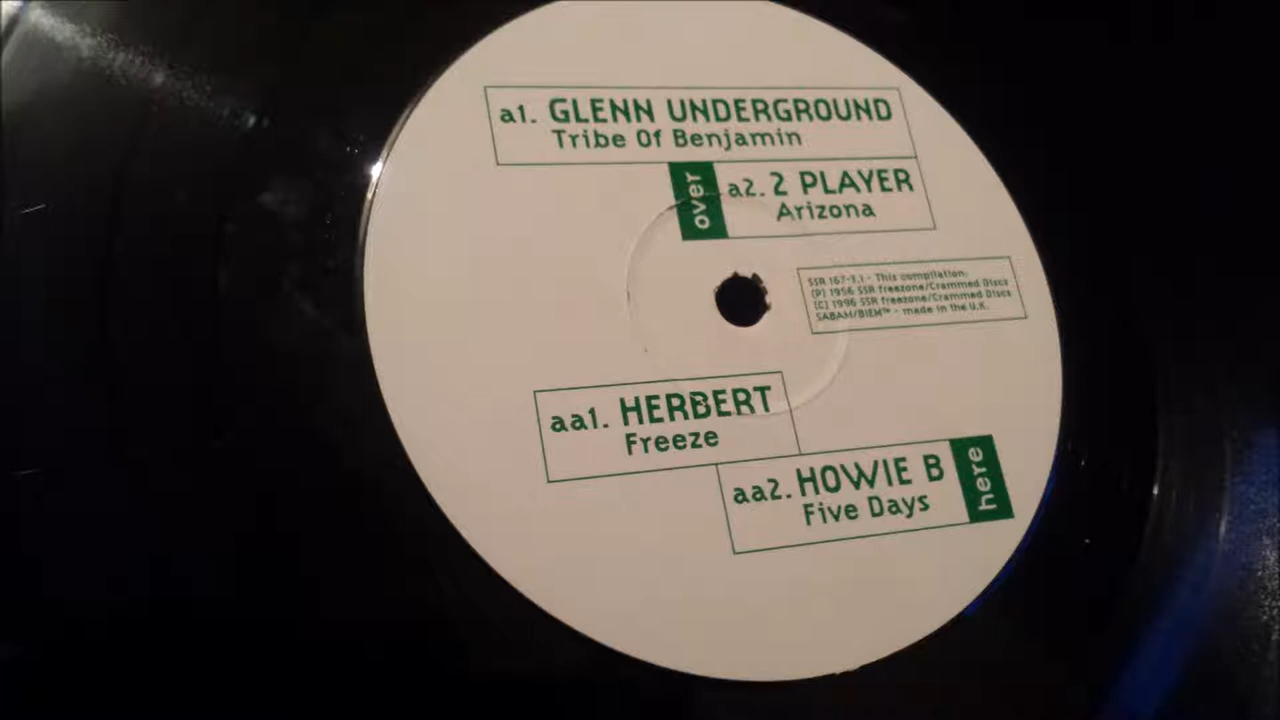 a1. GLENN UNDERGROUND
Tribe Of Benjamin
over
a2. 2 PLAYER
Arizona
SSR 167-1.1 - This compilation:
(P) 1996 SSR freezone/Crammed Discs
(C) 1996 SSR freezone/Crammed Discs
SABAM/BIEM™ - made in the U.K.
aa1. HERBERT
Freeze
aa2. HOWIE B
Five Days
here